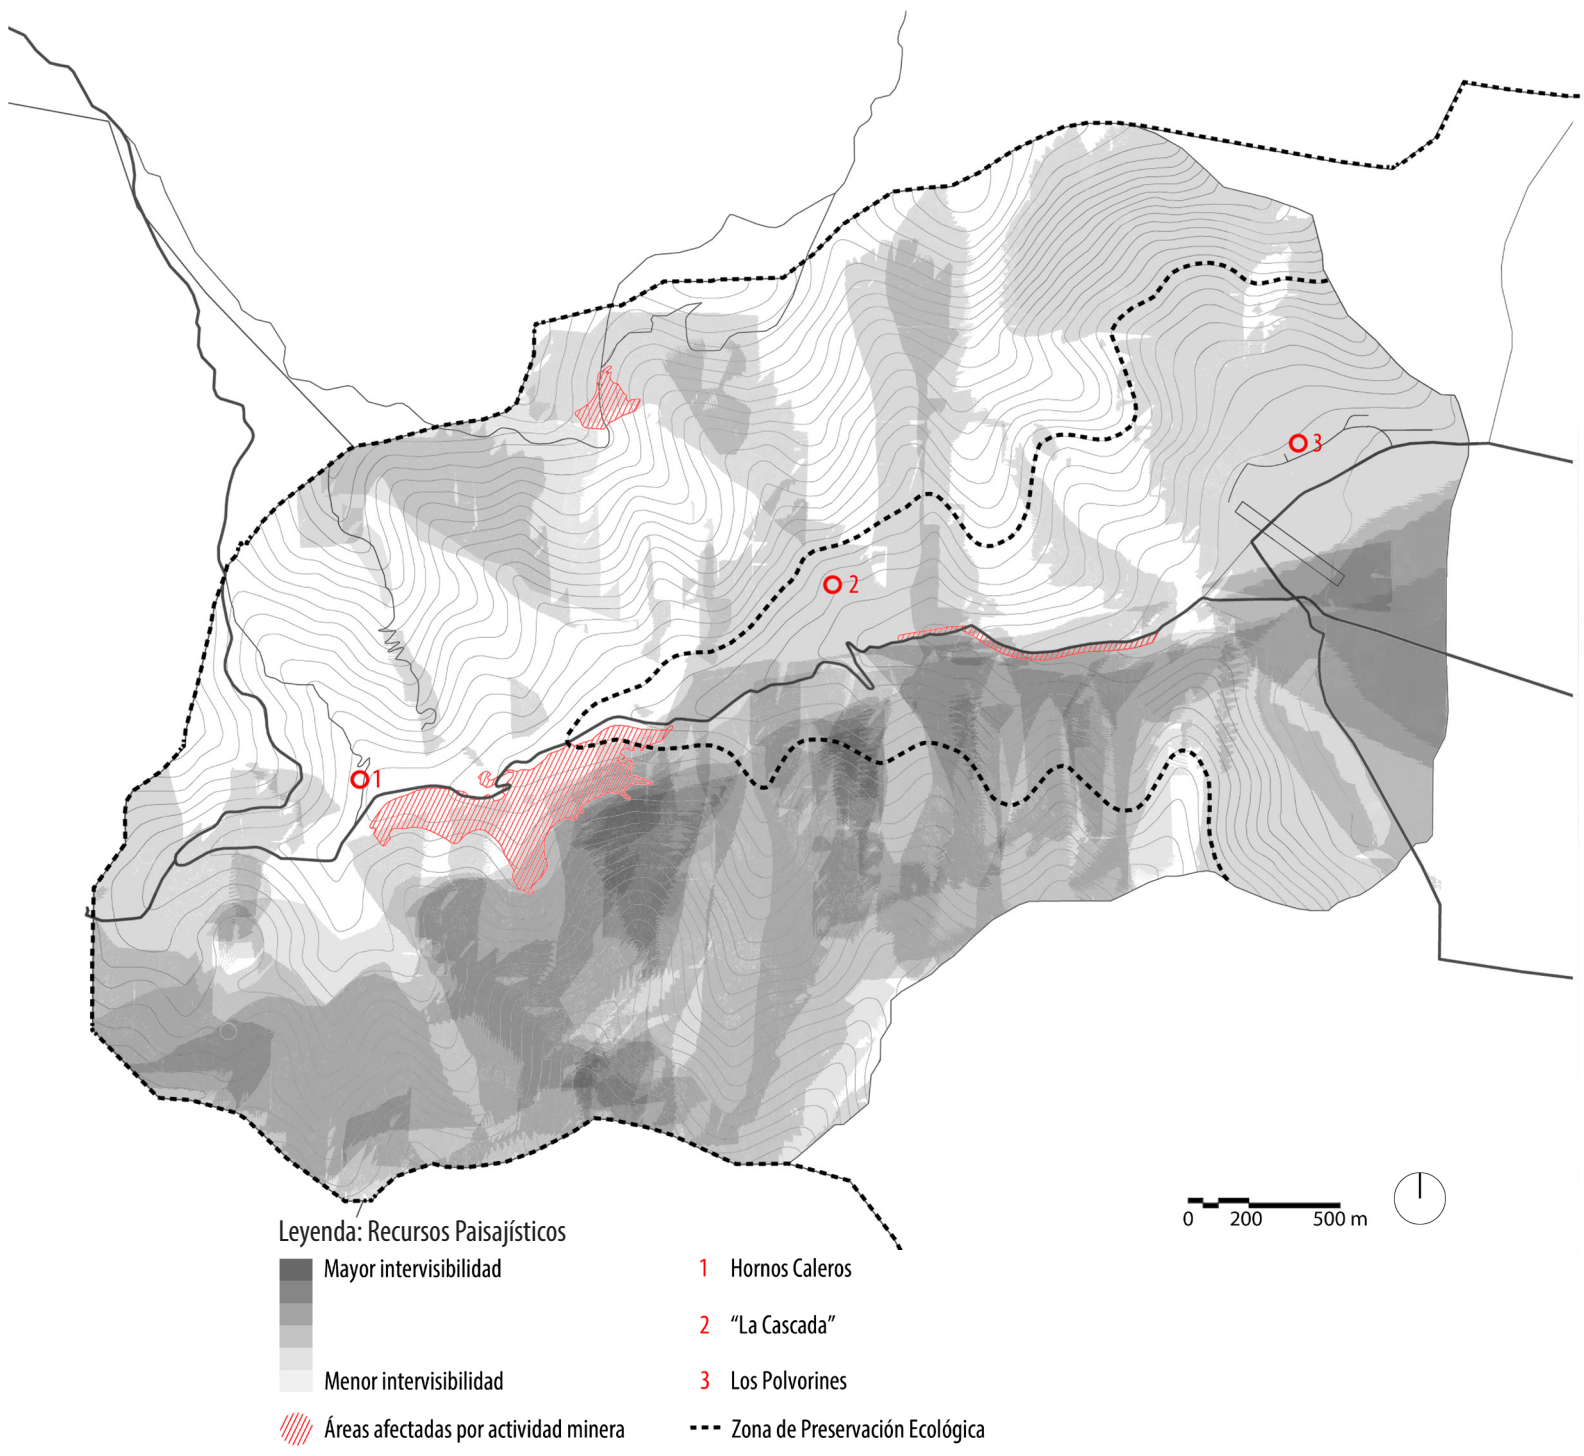 3
2
1
0 200 500 m
Leyenda: Recursos Paisajísticos
Mayor intervisibilidad
1 Hornos Caleros
2 “La Cascada”
Menor intervisibilidad
3 Los Polvorines
Áreas afectadas por actividad minera
Zona de Preservación Ecológica